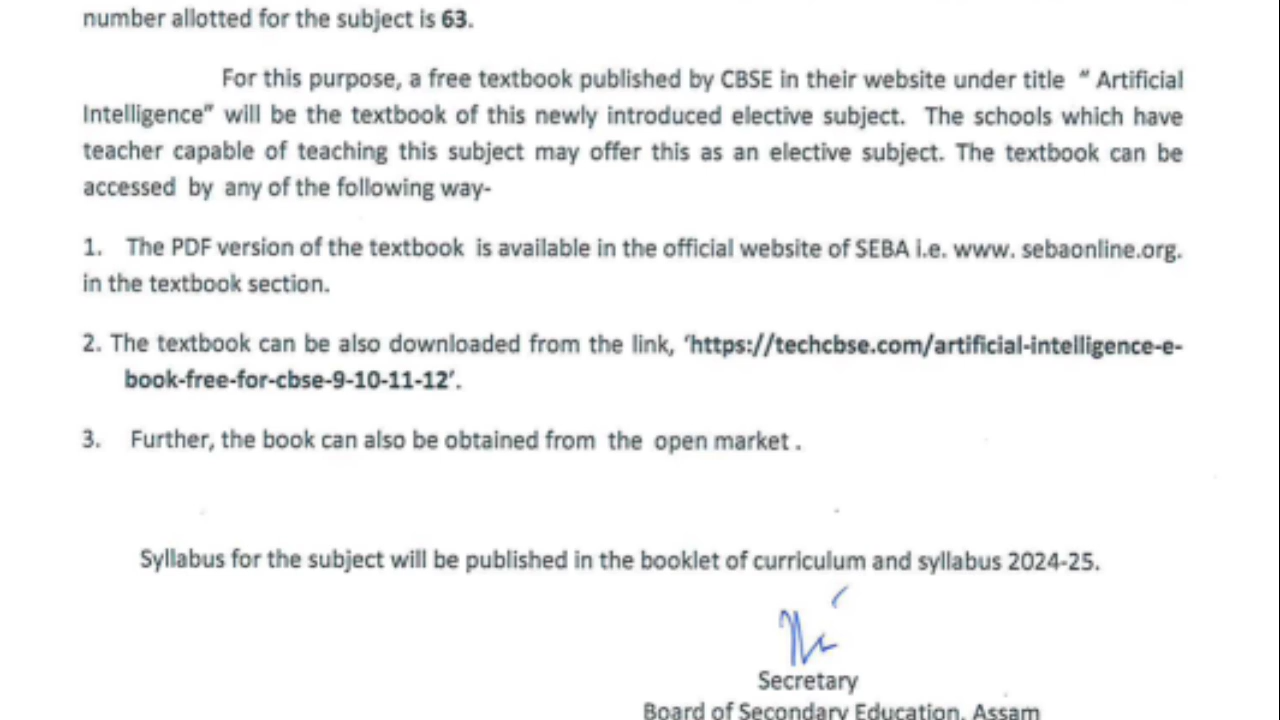 number allotted for the subject is 63.
For this purpose, a free textbook published by CBSE in their website under title “ Artificial
Intelligence” will be the textbook of this newly introduced elective subject. The schools which have
teacher capable of teaching this subject may offer this as an elective subject. The textbook can be
accessed by any of the following way-
1. The PDF version of the textbook is available in the official website of SEBA i.e. www. sebaonline.org.
in the textbook section.
2. The textbook can be also downloaded from the link, ‘https://techcbse.com/artificial-intelligence-e-
book-free-for-cbse-9-10-11-12’.
3. Further, the book can also be obtained from the open market .
Syllabus for the subject will be published in the booklet of curriculum and syllabus 2024-25.
Secretary
Board of Secondary Education, Assam